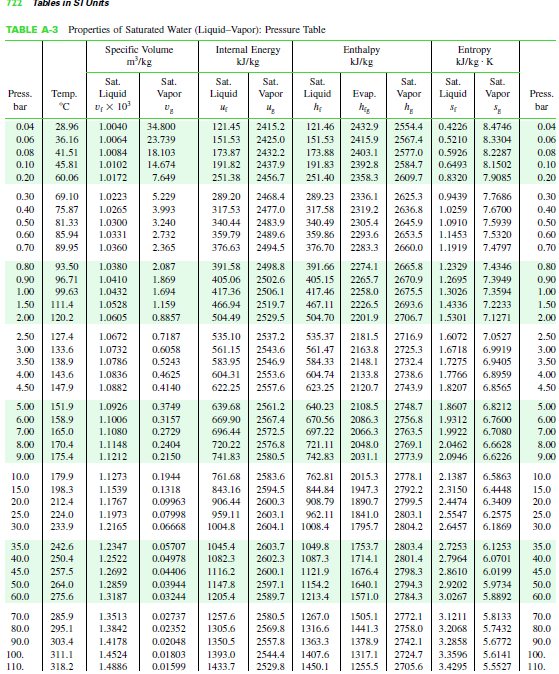 722 Tables in SI Units
TABLE A-3 Properties of Saturated Water (Liquid–Vapor): Pressure Table
Specific Volume Internal Energy Enthalpy Entropy
m³/kg kJ/kg kJ/kg kJ/kg · K
Sat. Sat. Sat. Sat. Sat. Sat. Sat. Sat.
Press. Temp. Liquid Vapor Liquid Vapor Liquid Evap. Vapor Liquid Vapor Press.
bar °C vf × 10³ vg uf ug hf hfg hg sf sg bar
0.04 28.96 1.0040 34.800 121.45 2415.2 121.46 2432.9 2554.4 0.4226 8.4746 0.04
0.06 36.16 1.0064 23.739 151.53 2425.0 151.53 2415.9 2567.4 0.5210 8.3304 0.06
0.08 41.51 1.0084 18.103 173.87 2432.2 173.88 2403.1 2577.0 0.5926 8.2287 0.08
0.10 45.81 1.0102 14.674 191.82 2437.9 191.83 2392.8 2584.7 0.6493 8.1502 0.10
0.20 60.06 1.0172 7.649 251.38 2456.7 251.40 2358.3 2609.7 0.8320 7.9085 0.20
0.30 69.10 1.0223 5.229 289.20 2468.4 289.23 2336.1 2625.3 0.9439 7.7686 0.30
0.40 75.87 1.0265 3.993 317.53 2477.0 317.58 2319.2 2636.8 1.0259 7.6700 0.40
0.50 81.33 1.0300 3.240 340.44 2483.9 340.49 2305.4 2645.9 1.0910 7.5939 0.50
0.60 85.94 1.0331 2.732 359.79 2489.6 359.86 2293.6 2653.5 1.1453 7.5320 0.60
0.70 89.95 1.0360 2.365 376.63 2494.5 376.70 2283.3 2660.0 1.1919 7.4797 0.70
0.80 93.50 1.0380 2.087 391.58 2498.8 391.66 2274.1 2665.8 1.2329 7.4346 0.80
0.90 96.71 1.0410 1.869 405.06 2502.6 405.15 2265.7 2670.9 1.2695 7.3949 0.90
1.00 99.63 1.0432 1.694 417.36 2506.1 417.46 2258.0 2675.5 1.3026 7.3594 1.00
1.50 111.4 1.0528 1.159 466.94 2519.7 467.11 2226.5 2693.6 1.4336 7.2233 1.50
2.00 120.2 1.0605 0.8857 504.49 2529.5 504.70 2201.9 2706.7 1.5301 7.1271 2.00
2.50 127.4 1.0672 0.7187 535.10 2537.2 535.37 2181.5 2716.9 1.6072 7.0527 2.50
3.00 133.6 1.0732 0.6058 561.15 2543.6 561.47 2163.8 2725.3 1.6718 6.9919 3.00
3.50 138.9 1.0786 0.5243 583.95 2546.9 584.33 2148.1 2732.4 1.7275 6.9405 3.50
4.00 143.6 1.0836 0.4625 604.31 2553.6 604.74 2133.8 2738.6 1.7766 6.8959 4.00
4.50 147.9 1.0882 0.4140 622.25 2557.6 623.25 2120.7 2743.9 1.8207 6.8565 4.50
5.00 151.9 1.0926 0.3749 639.68 2561.2 640.23 2108.5 2748.7 1.8607 6.8212 5.00
6.00 158.9 1.1006 0.3157 669.90 2567.4 670.56 2086.3 2756.8 1.9312 6.7600 6.00
7.00 165.0 1.1080 0.2729 696.44 2572.5 697.22 2066.3 2763.5 1.9922 6.7080 7.00
8.00 170.4 1.1148 0.2404 720.22 2576.8 721.11 2048.0 2769.1 2.0462 6.6628 8.00
9.00 175.4 1.1212 0.2150 741.83 2580.5 742.83 2031.1 2773.9 2.0946 6.6226 9.00
10.0 179.9 1.1273 0.1944 761.68 2583.6 762.81 2015.3 2778.1 2.1387 6.5863 10.0
15.0 198.3 1.1539 0.1318 843.16 2594.5 844.84 1947.3 2792.2 2.3150 6.4448 15.0
20.0 212.4 1.1767 0.09963 906.44 2600.3 908.79 1890.7 2799.5 2.4474 6.3409 20.0
25.0 224.0 1.1973 0.07998 959.11 2603.1 962.11 1841.0 2803.1 2.5547 6.2575 25.0
30.0 233.9 1.2165 0.06668 1004.8 2604.1 1008.4 1795.7 2804.2 2.6457 6.1869 30.0
35.0 242.6 1.2347 0.05707 1045.4 2603.7 1049.8 1753.7 2803.4 2.7253 6.1253 35.0
40.0 250.4 1.2522 0.04978 1082.3 2602.3 1087.3 1714.1 2801.4 2.7964 6.0701 40.0
45.0 257.5 1.2692 0.04406 1116.2 2600.1 1121.9 1676.4 2798.3 2.8610 6.0199 45.0
50.0 264.0 1.2859 0.03944 1147.8 2597.1 1154.2 1640.1 2794.3 2.9202 5.9734 50.0
60.0 275.6 1.3187 0.03244 1205.4 2589.7 1213.4 1571.0 2784.3 3.0267 5.8892 60.0
70.0 285.9 1.3513 0.02737 1257.6 2580.5 1267.0 1505.1 2772.1 3.1211 5.8133 70.0
80.0 295.1 1.3842 0.02352 1305.6 2569.8 1316.6 1441.3 2758.0 3.2068 5.7432 80.0
90.0 303.4 1.4178 0.02048 1350.5 2557.8 1363.3 1378.9 2742.1 3.2858 5.6772 90.0
100. 311.1 1.4524 0.01803 1393.0 2544.4 1407.6 1317.1 2724.7 3.3596 5.6141 100.
110. 318.2 1.4886 0.01599 1433.7 2529.8 1450.1 1255.5 2705.6 3.4295 5.5527 110.